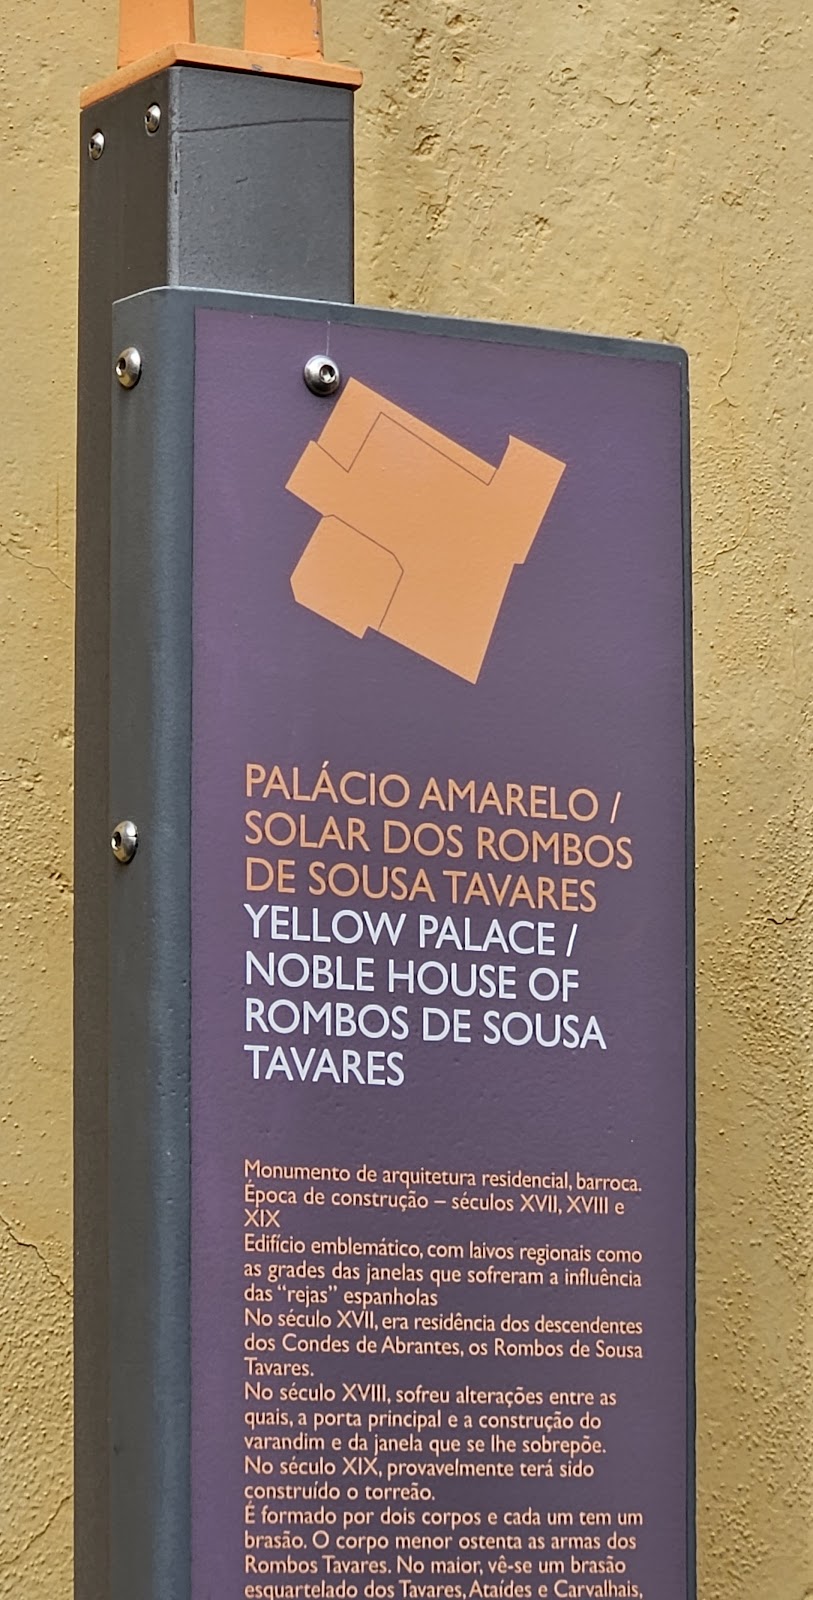 PALÁCIO AMARELO /
SOLAR DOS ROMBOS
DE SOUSA TAVARES
YELLOW PALACE /
NOBLE HOUSE OF
ROMBOS DE SOUSA
TAVARES
Monumento de arquitetura residencial, barroca.
Época de construção – séculos XVII, XVIII e
XIX
Edifício emblemático, com laivos regionais como
as grades das janelas que sofreram a influência
das “rejas” espanholas
No século XVII, era residência dos descendentes
dos Condes de Abrantes, os Rombos de Sousa
Tavares.
No século XVIII, sofreu alterações entre as
quais, a porta principal e a construção do
varandim e da janela que se lhe sobrepõe.
No século XIX, provavelmente terá sido
construído o torreão.
É formado por dois corpos e cada um tem um
brasão. O corpo menor ostenta as armas dos
Rombos Tavares. No maior, vê-se um brasão
esquartelado dos Tavares, Ataídes e Carvalhais,